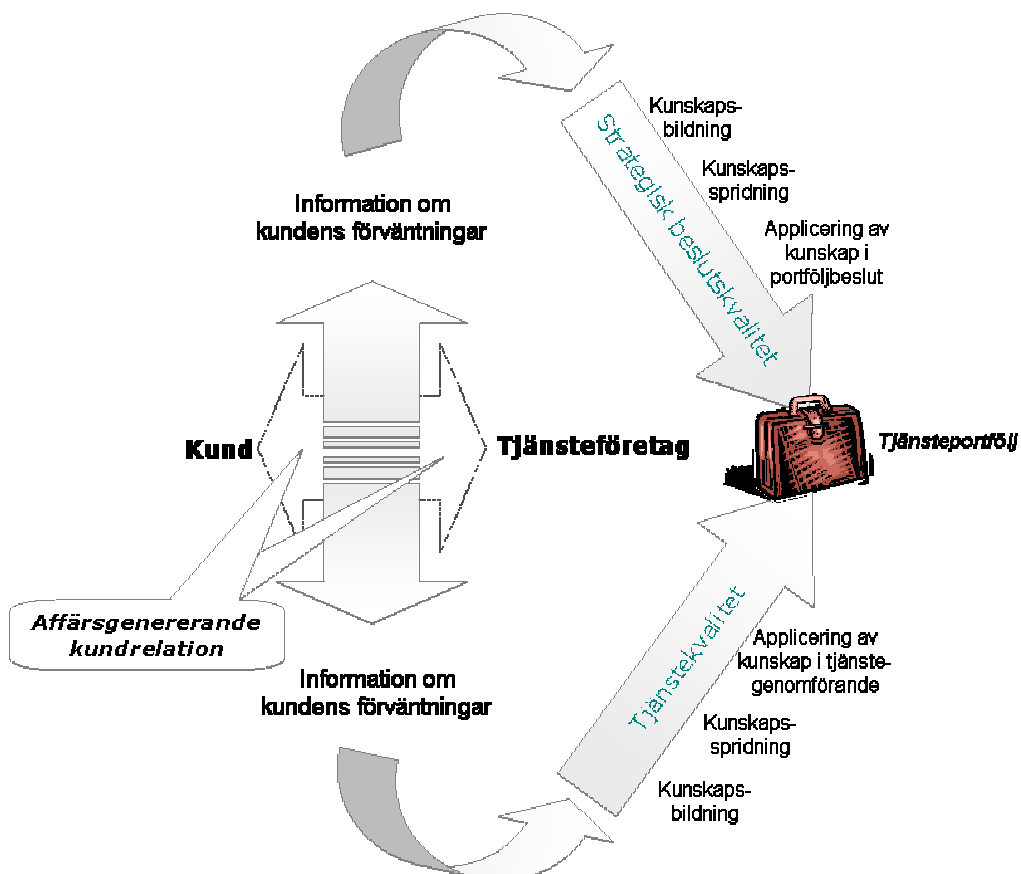 Kunskaps-
bildning
Strategisk beslutskvalitet
Kunskaps-
spridning
Information om
kundens förväntningar
Applicering av
kunskap i
portföljbeslut
Kund
Tjänsteföretag
Tjänsteportfölj
Affärsgenererande
kundrelation
Tjänstekvalitet
Applicering av
kunskap i tjänste-
genomförande
Information om
kundens förväntningar
Kunskaps-
spridning
Kunskaps-
bildning